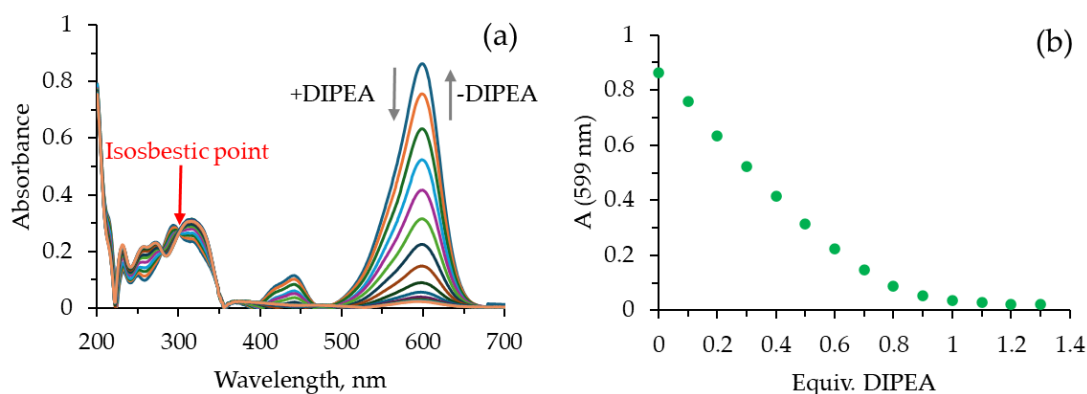 (a)
+DIPEA
-DIPEA
Isosbestic point
Absorbance
1
0.8
0.6
0.4
0.2
0
200
300
400
500
600
700
Wavelength, nm
(b)
A (599 nm)
1
0.8
0.6
0.4
0.2
0
0
0.2
0.4
0.6
0.8
1
1.2
1.4
Equiv. DIPEA